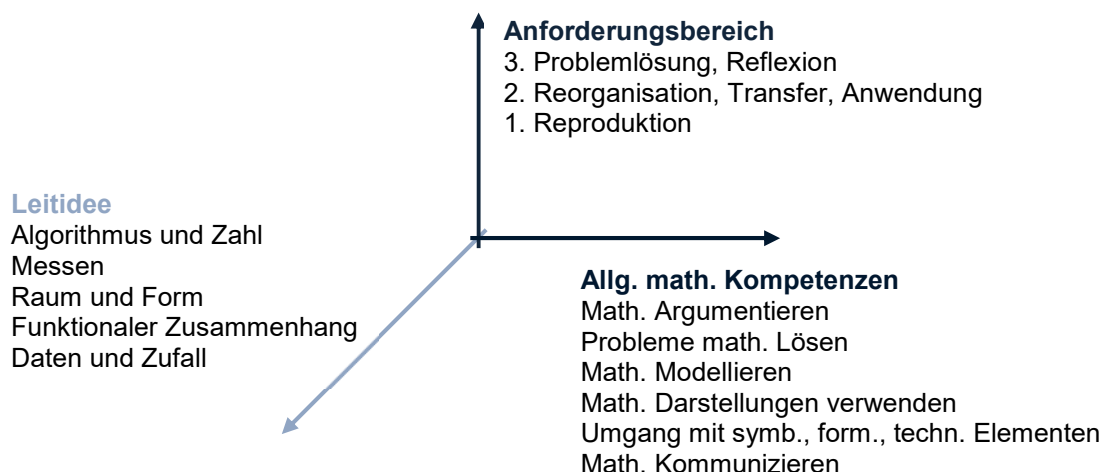 Anforderungsbereich
3. Problemlösung, Reflexion
2. Reorganisation, Transfer, Anwendung
1. Reproduktion
Leitidee
Algorithmus und Zahl
Messen
Raum und Form
Funktionaler Zusammenhang
Daten und Zufall
Allg. math. Kompetenzen
Math. Argumentieren
Probleme math. Lösen
Math. Modellieren
Math. Darstellungen verwenden
Umgang mit symb., form., techn. Elementen
Math. Kommunizieren